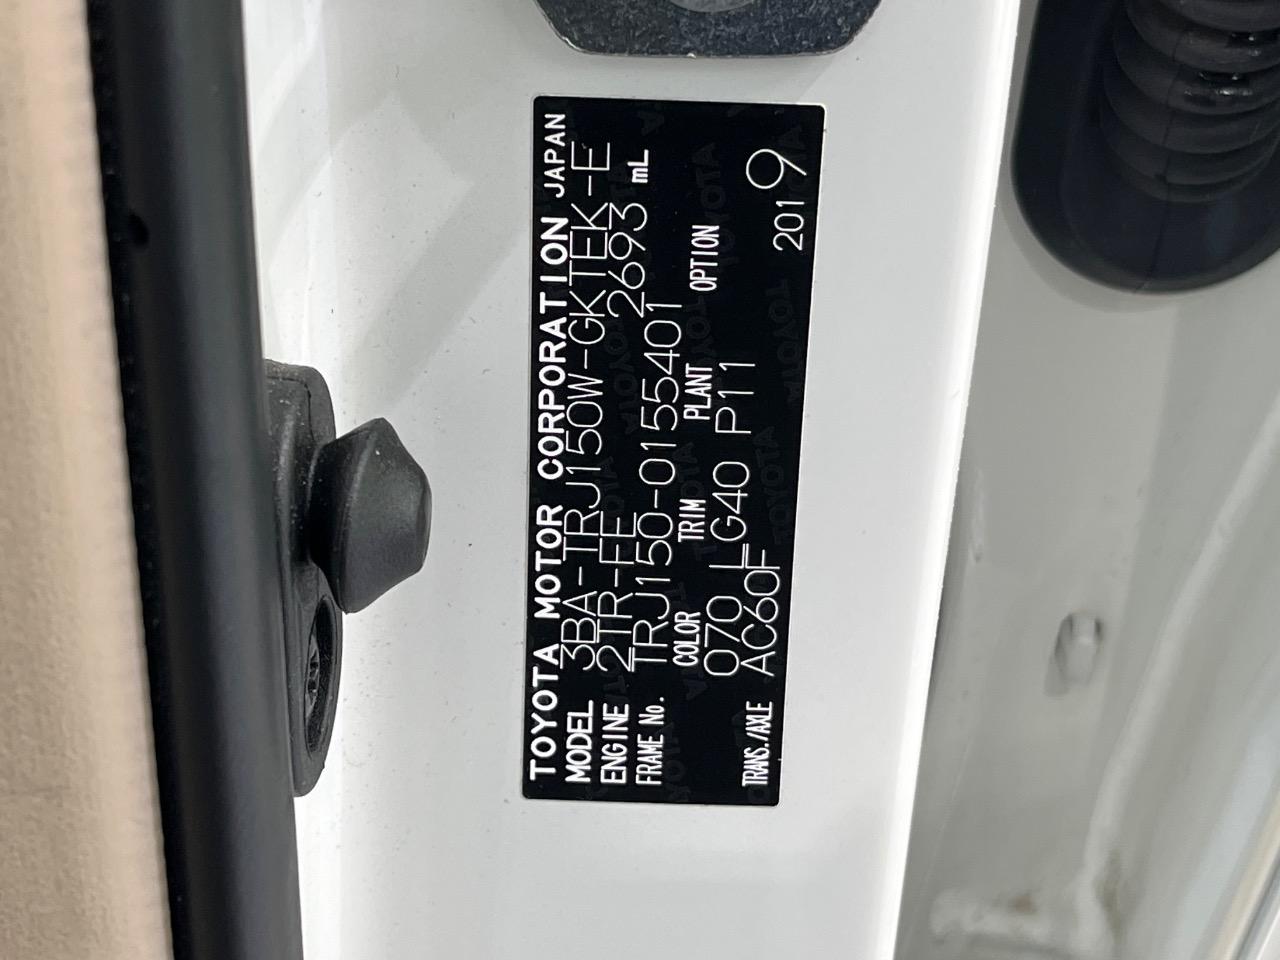 TOYOTA MOTOR CORPORATION JAPAN
MODEL 3BA-TRJ150W-GKTEK-E
ENGINE 2TR-FE 2693 mL
FRAME No. TRJ150-0155401
COLOR TRIM PLANT OPTION
070 LG40 P11
TRANS./AXLE AC60F 2019